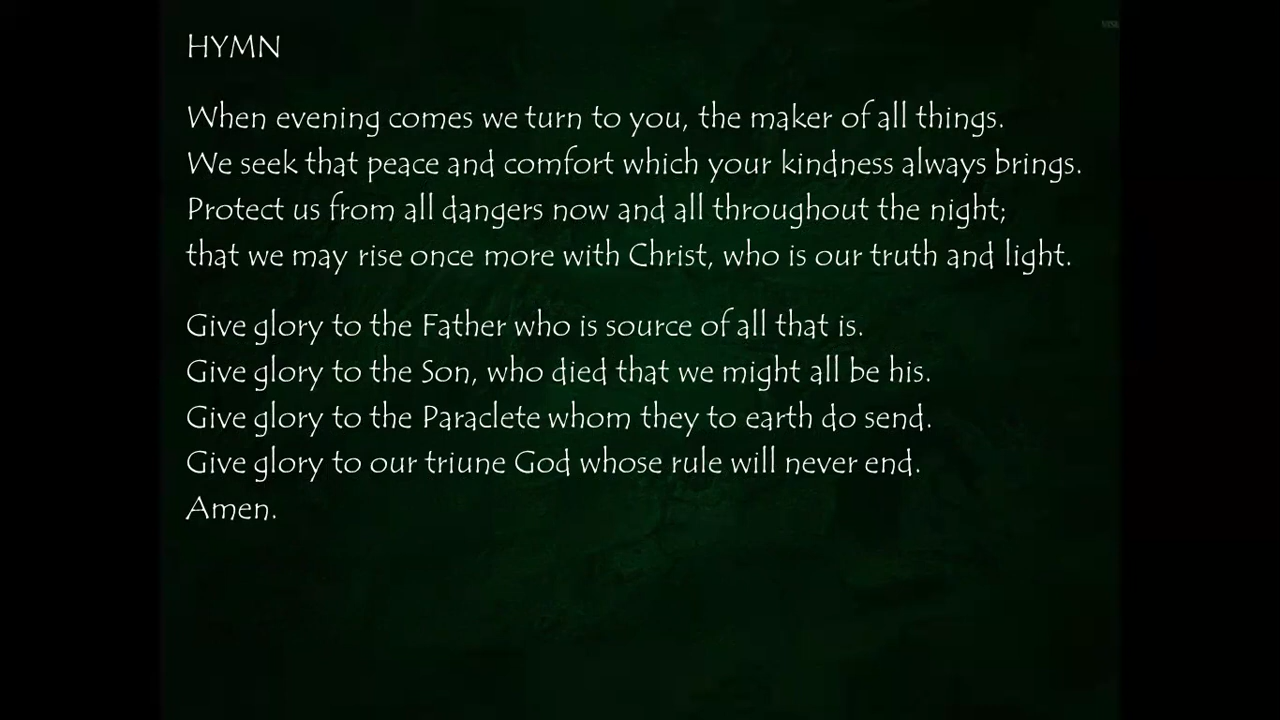 HYMN
When evening comes we turn to you, the maker of all things.
We seek that peace and comfort which your kindness always brings.
Protect us from all dangers now and all throughout the night;
that we may rise once more with Christ, who is our truth and light.
Give glory to the Father who is source of all that is.
Give glory to the Son, who died that we might all be his.
Give glory to the Paraclete whom they to earth do send.
Give glory to our triune God whose rule will never end.
Amen.